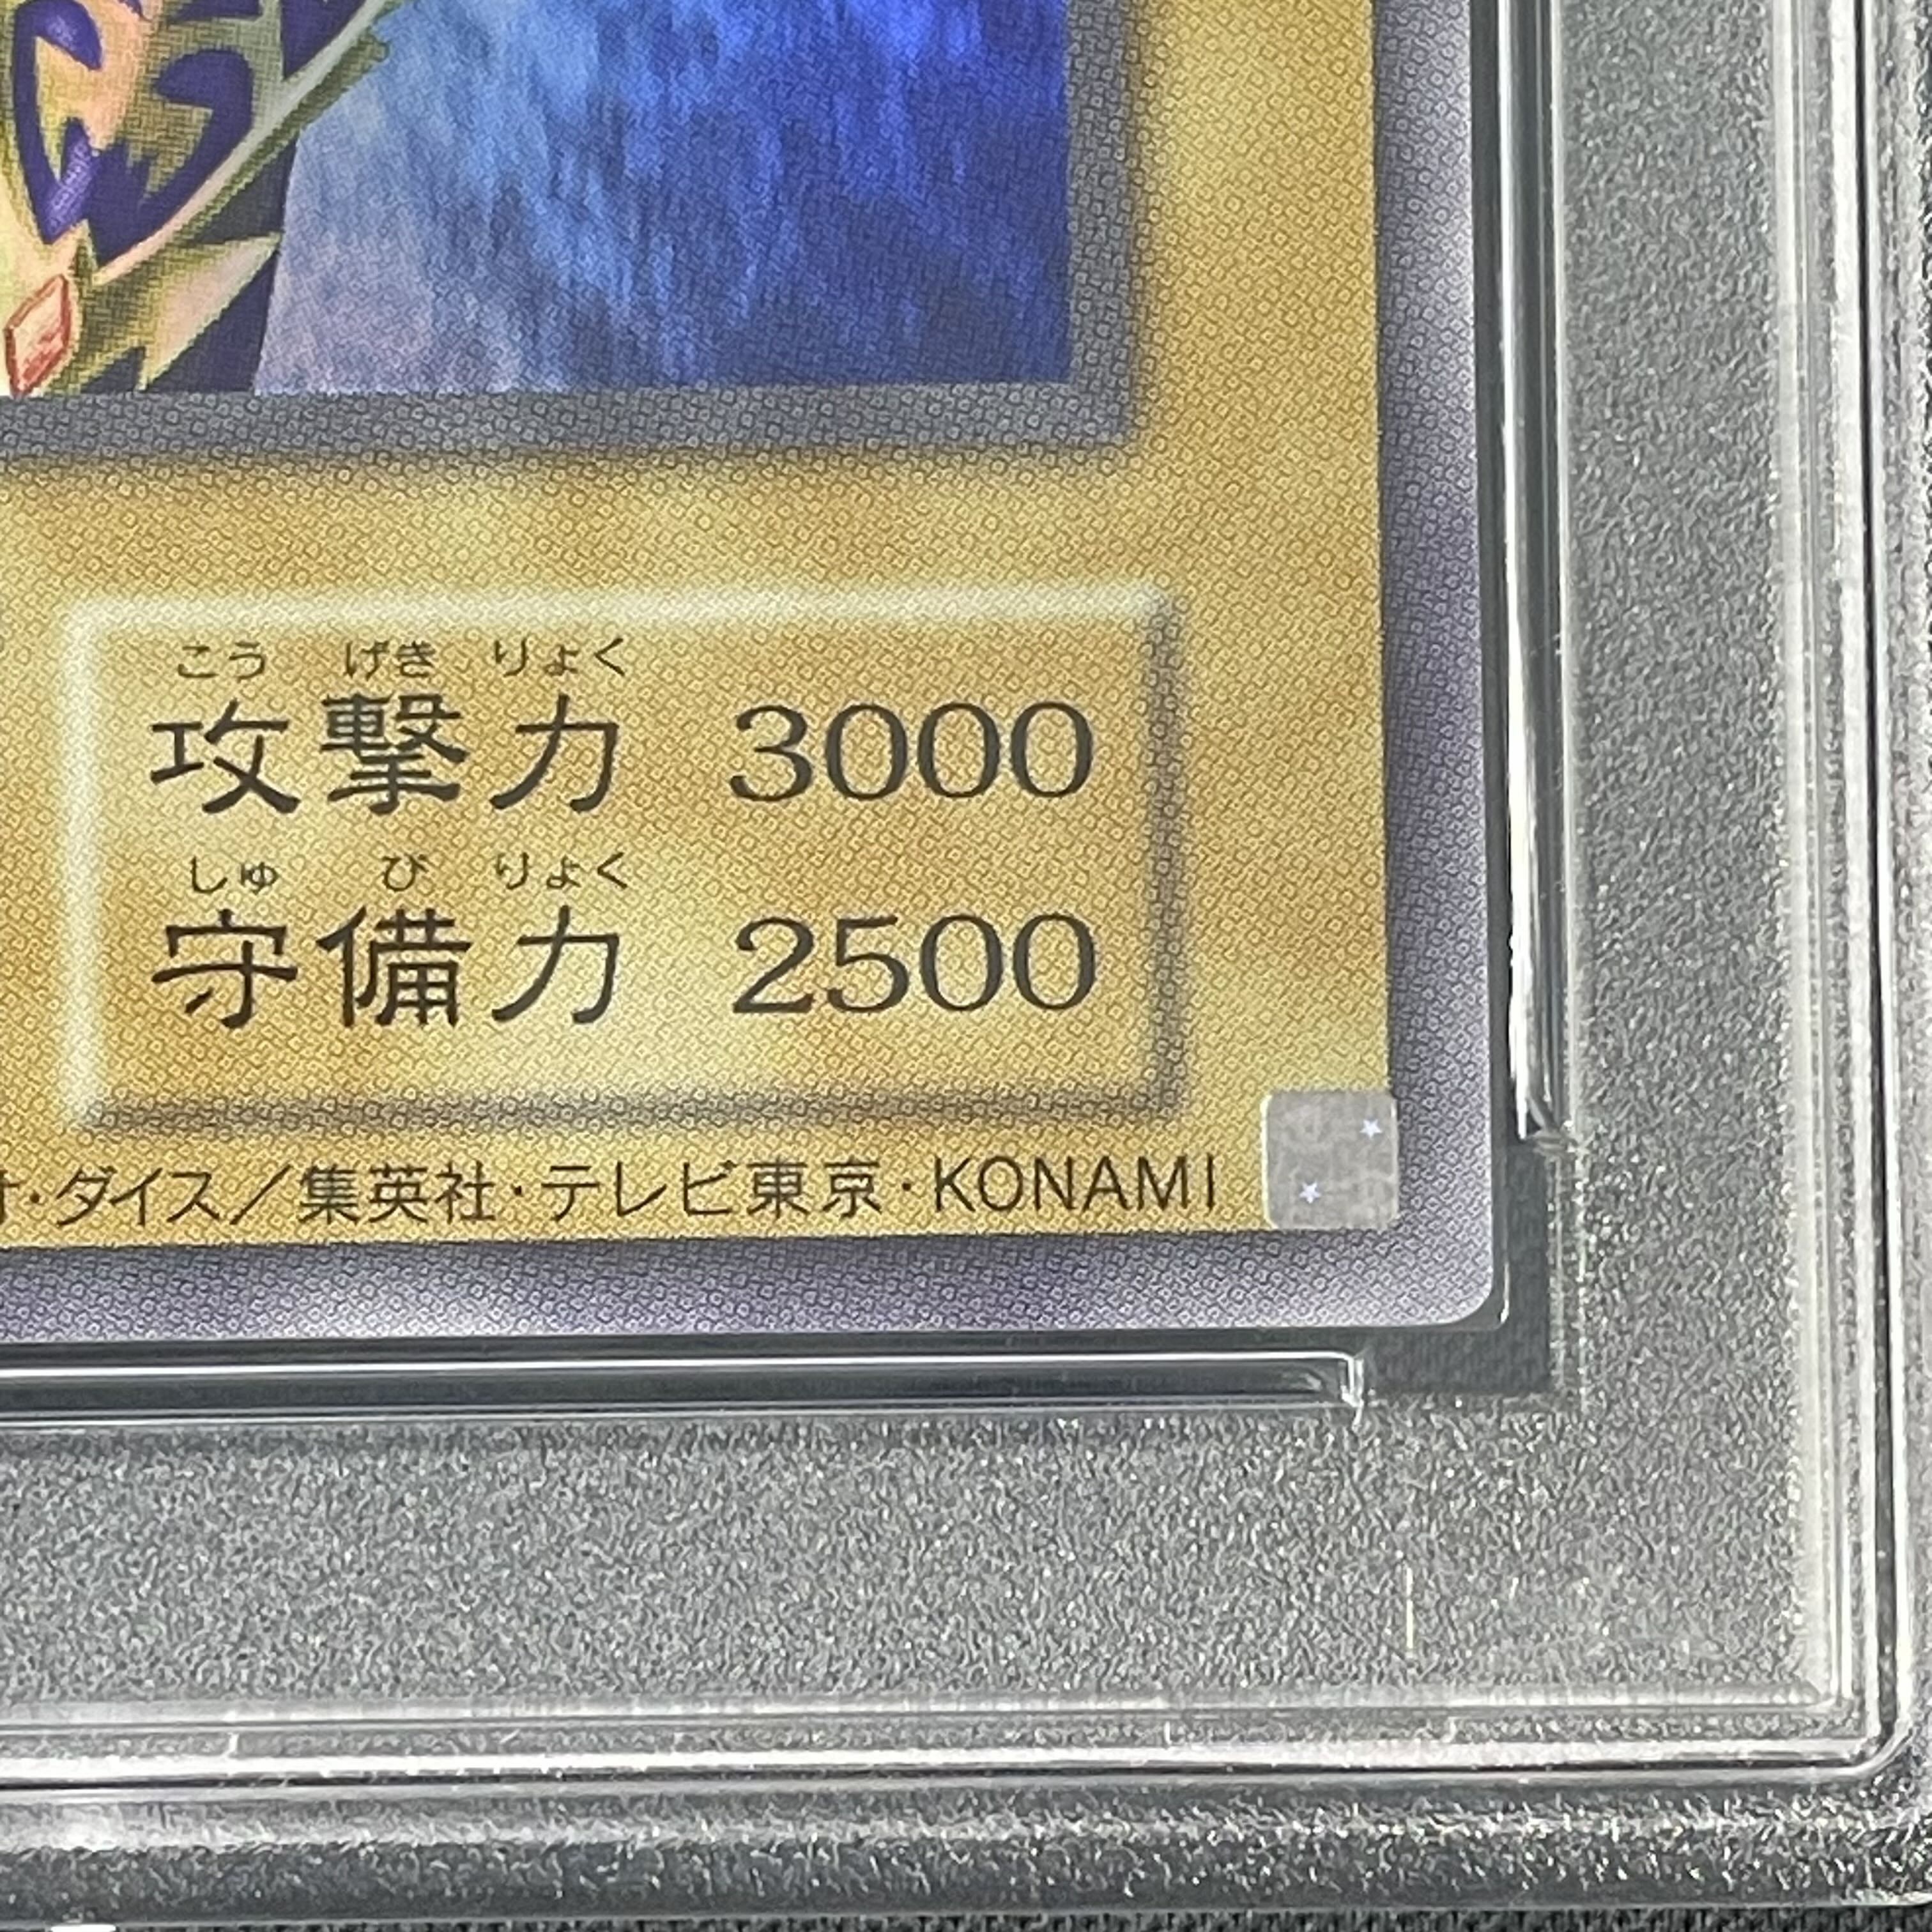 こう げき りょく
攻撃力 3000
しゅ び りょく
守備力 2500
・ダイス／集英社・テレビ東京・KONAMI